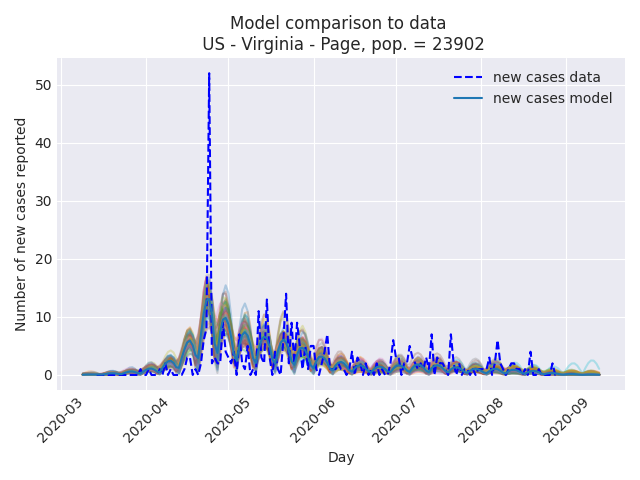 Model comparison to data
US - Virginia - Page, pop. = 23902
new cases data
new cases model
Number of new cases reported
50
40
30
20
10
0
2020-03
2020-04
2020-05
2020-06
2020-07
2020-08
2020-09
Day